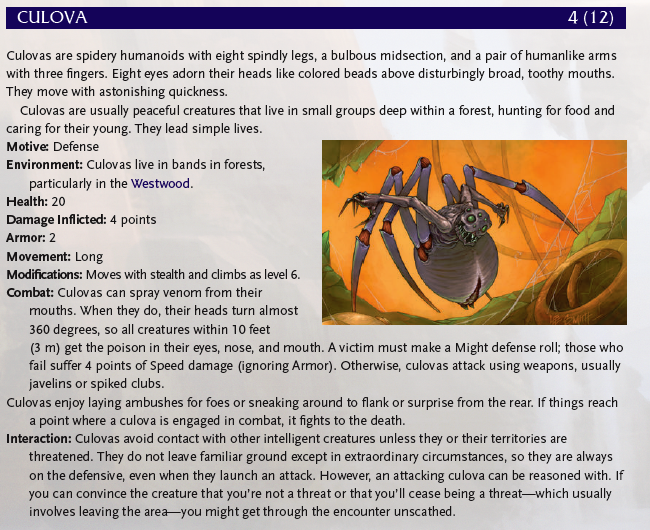 CULOVA 4 (12)
Culovas are spidery humanoids with eight spindly legs, a bulbous midsection, and a pair of humanlike arms
with three fingers. Eight eyes adorn their heads like colored beads above disturbingly broad, toothy mouths.
They move with astonishing quickness.
Culovas are usually peaceful creatures that live in small groups deep within a forest, hunting for food and
caring for their young. They lead simple lives.
Motive: Defense
Environment: Culovas live in bands in forests,
particularly in the Westwood.
Health: 20
Damage Inflicted: 4 points
Armor: 2
Movement: Long
Modifications: Moves with stealth and climbs as level 6.
Combat: Culovas can spray venom from their
mouths. When they do, their heads turn almost
360 degrees, so all creatures within 10 feet
(3 m) get the poison in their eyes, nose, and mouth. A victim must make a Might defense roll; those who
fail suffer 4 points of Speed damage (ignoring Armor). Otherwise, culovas attack using weapons, usually
javelins or spiked clubs.
Culovas enjoy laying ambushes for foes or sneaking around to flank or surprise from the rear. If things reach
a point where a culova is engaged in combat, it fights to the death.
Interaction: Culovas avoid contact with other intelligent creatures unless they or their territories are
threatened. They do not leave familiar ground except in extraordinary circumstances, so they are always
on the defensive, even when they launch an attack. However, an attacking culova can be reasoned with. If
you can convince the creature that you're not a threat or that you'll cease being a threat—which usually
involves leaving the area—you might get through the encounter unscathed.